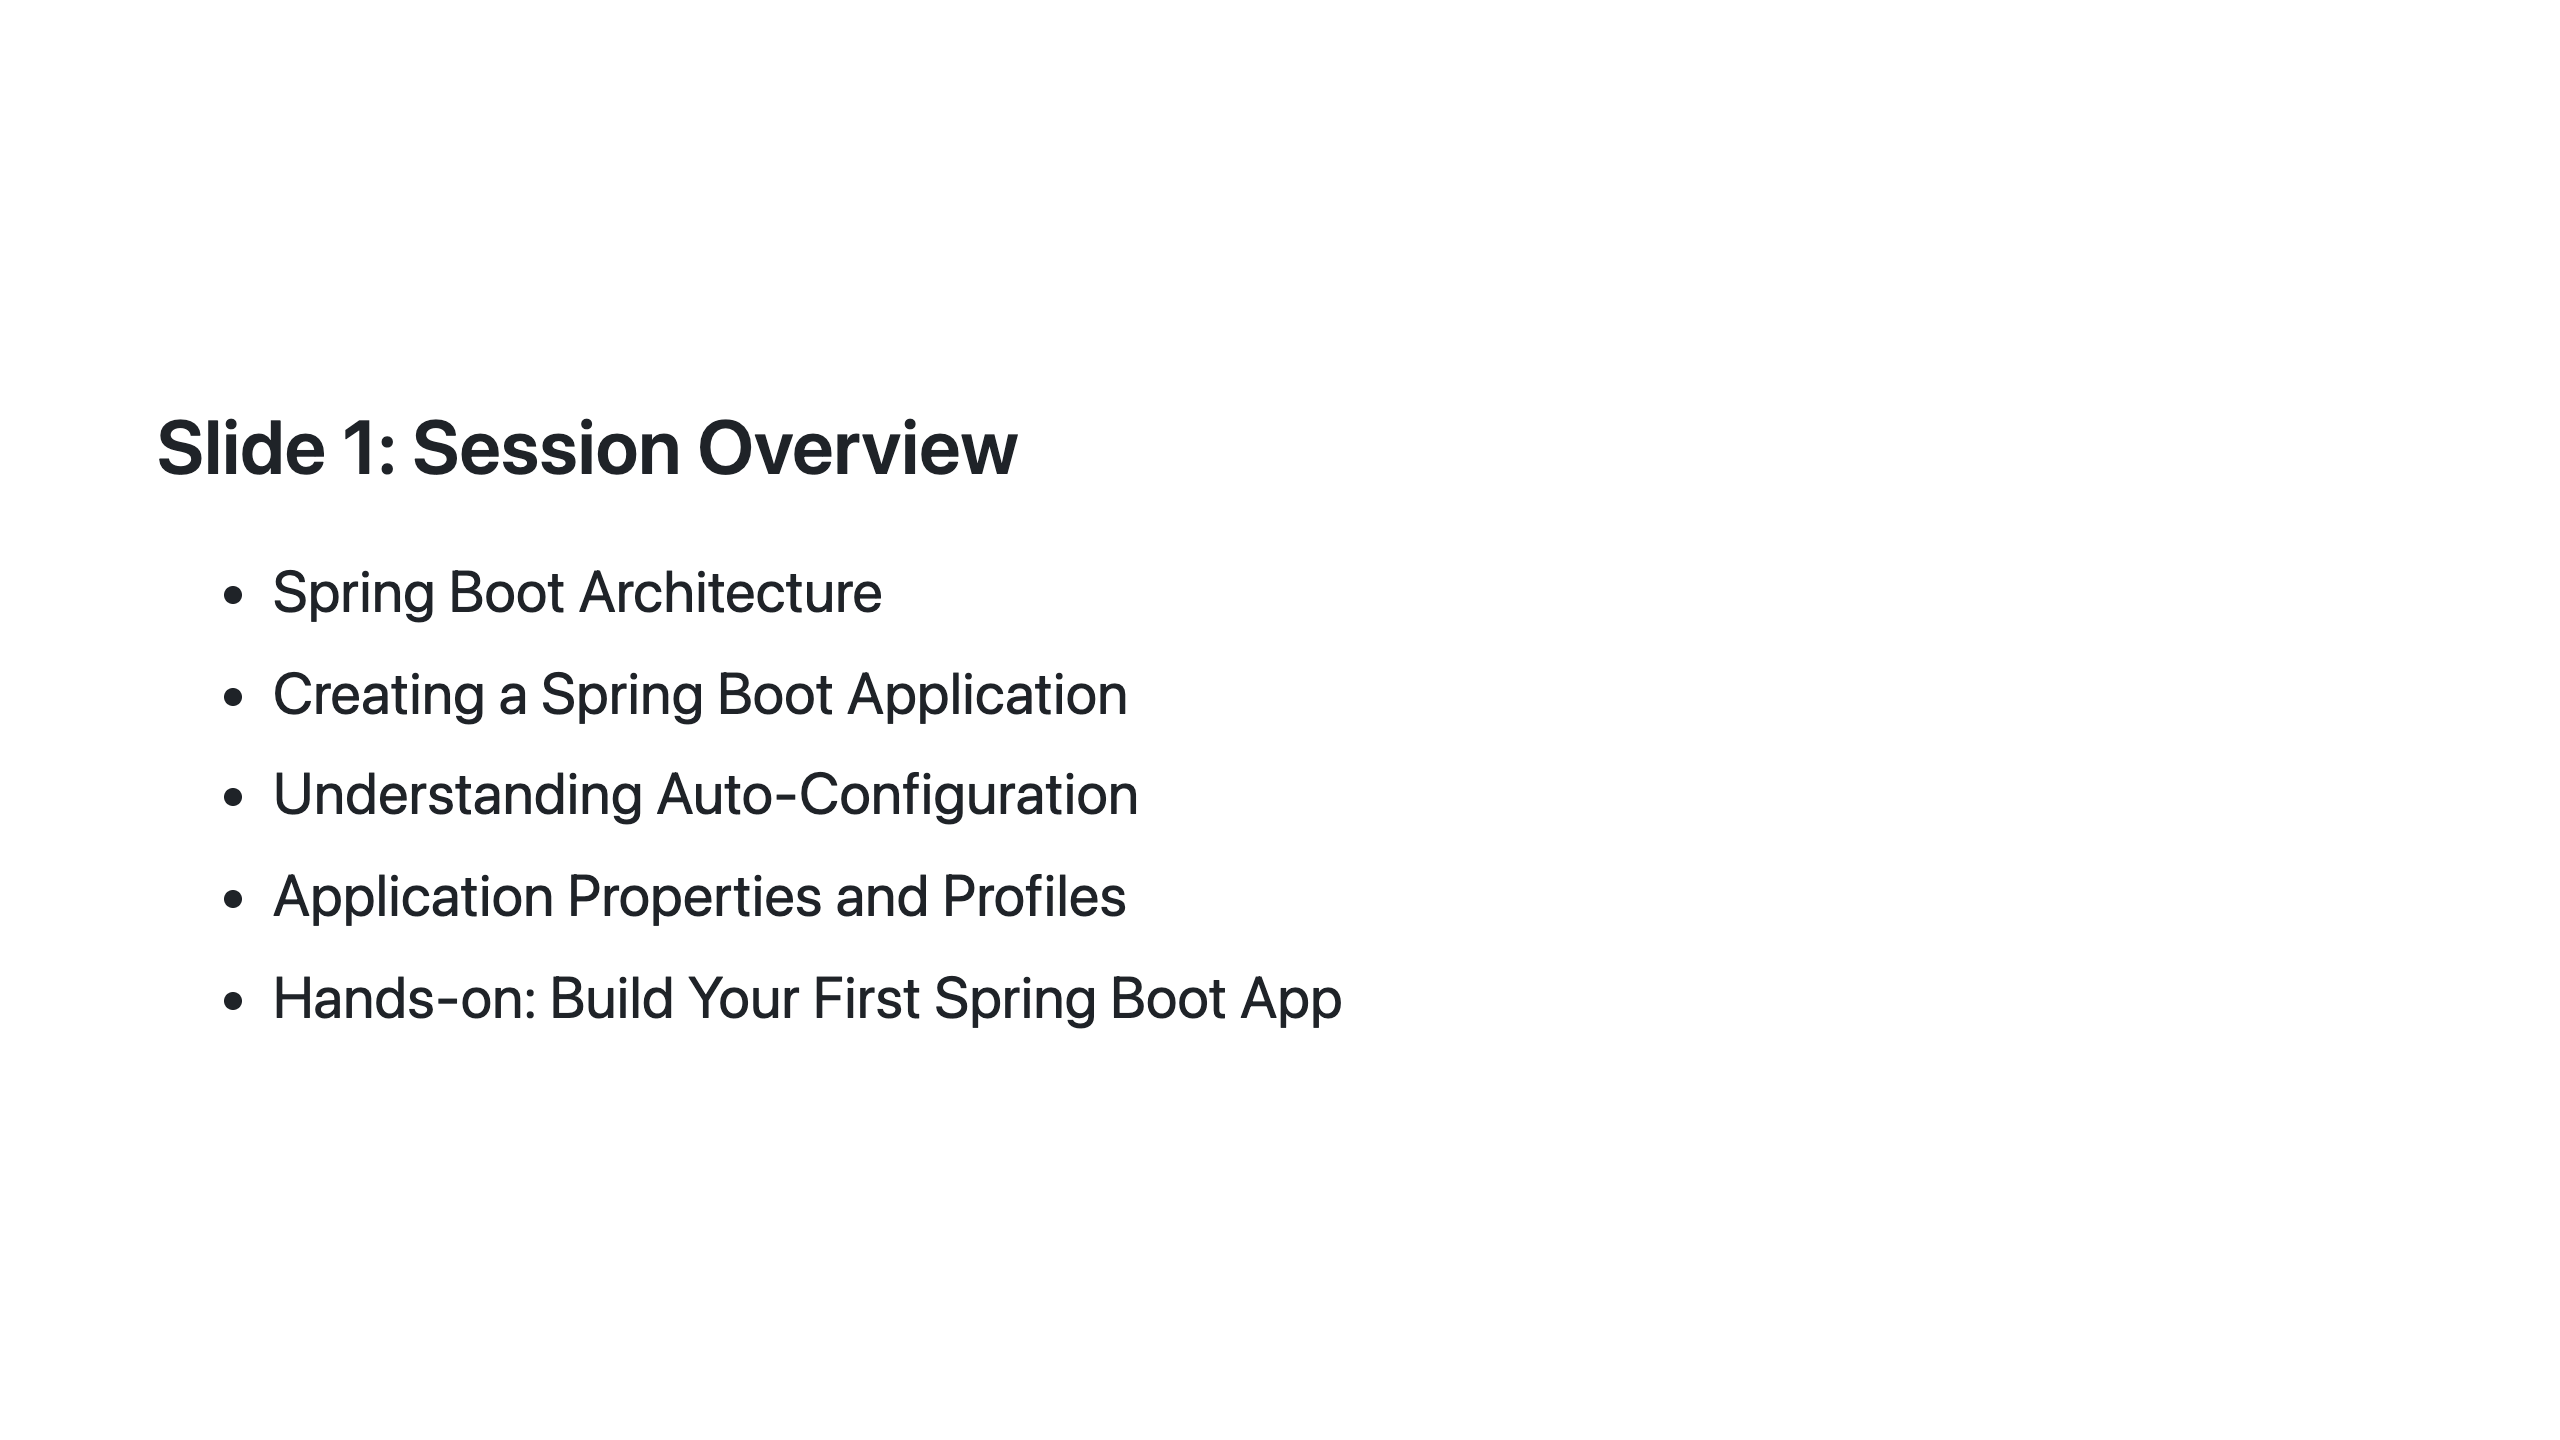 Slide 1: Session Overview
• Spring Boot Architecture
• Creating a Spring Boot Application
• Understanding Auto-Configuration
• Application Properties and Profiles
• Hands-on: Build Your First Spring Boot App